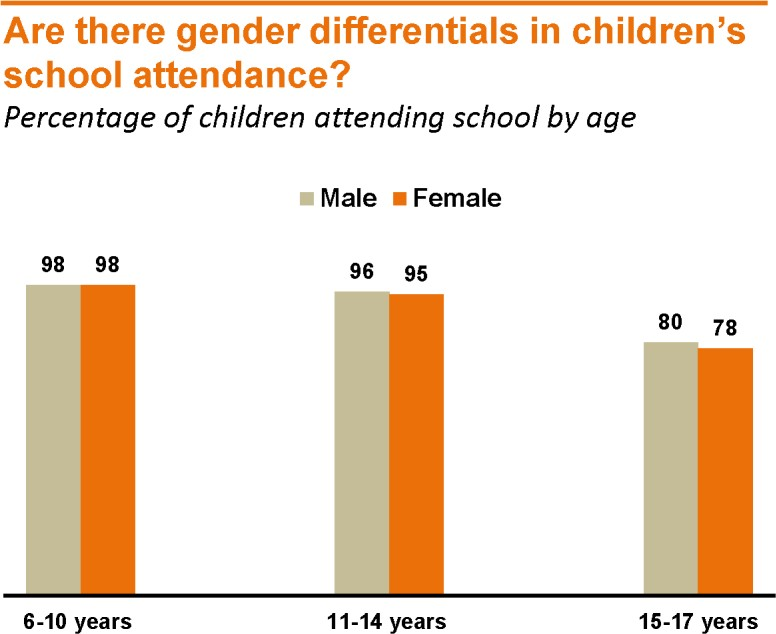 Are there gender differentials in children’s
school attendance?
Percentage of children attending school by age
Male Female
98 98
96 95
80 78
6-10 years 11-14 years 15-17 years